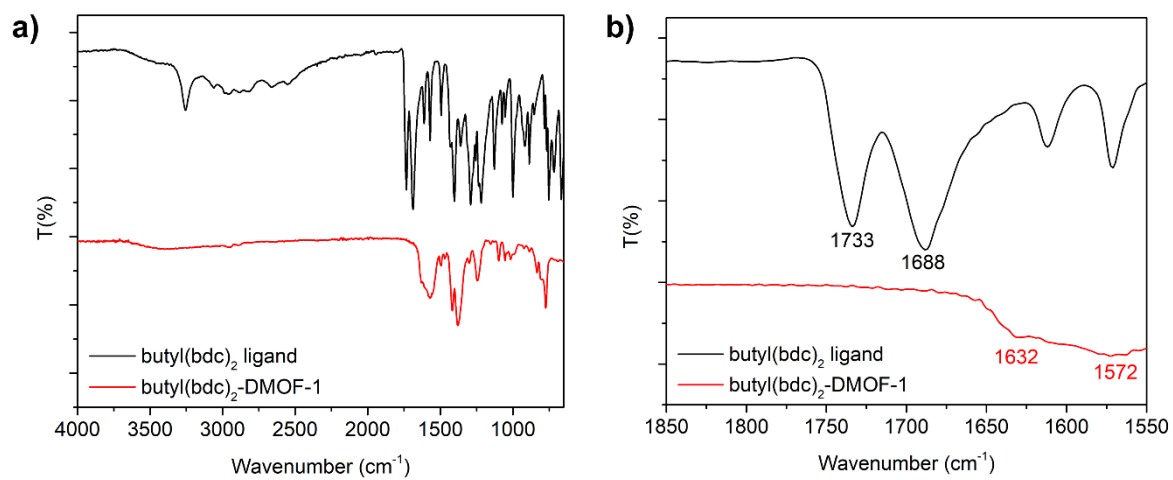 a)
T(%)
butyl(bdc)₂ ligand
butyl(bdc)₂-DMOF-1
4000 3500 3000 2500 2000 1500 1000
Wavenumber (cm⁻¹)
b)
T(%)
1733
1688
butyl(bdc)₂ ligand
butyl(bdc)₂-DMOF-1
1632
1572
1850 1800 1750 1700 1650 1600 1550
Wavenumber (cm⁻¹)